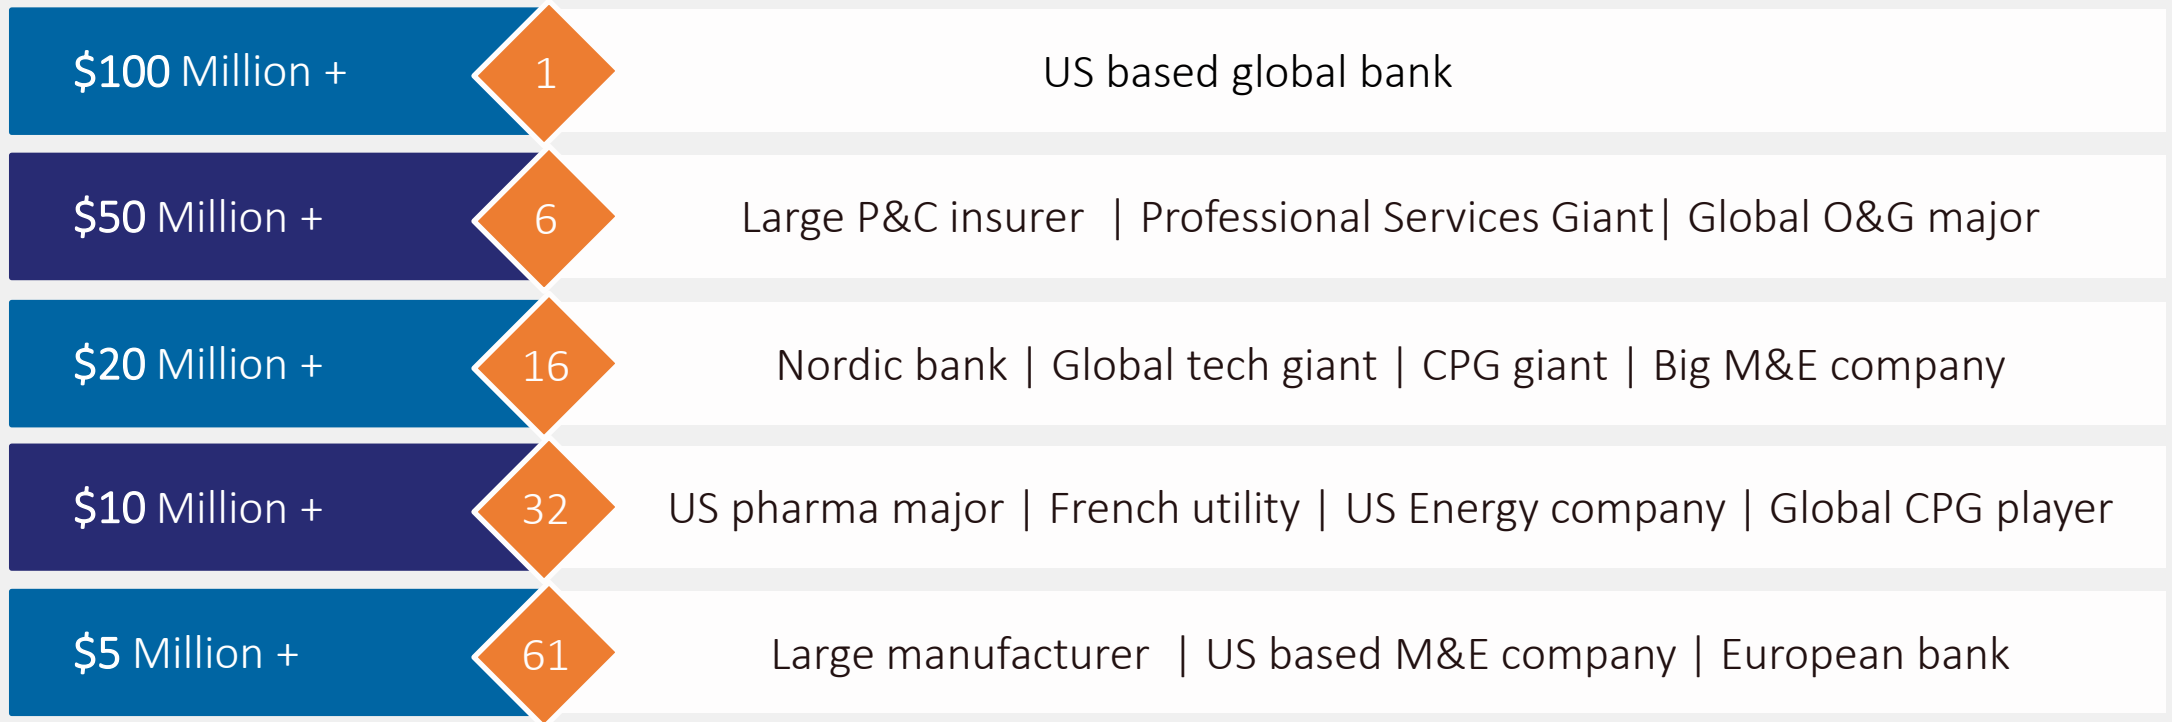 $100 Million + 1 US based global bank
$50 Million + 6 Large P&C insurer | Professional Services Giant| Global O&G major
$20 Million + 16 Nordic bank | Global tech giant | CPG giant | Big M&E company
$10 Million + 32 US pharma major | French utility | US Energy company | Global CPG player
$5 Million + 61 Large manufacturer | US based M&E company | European bank